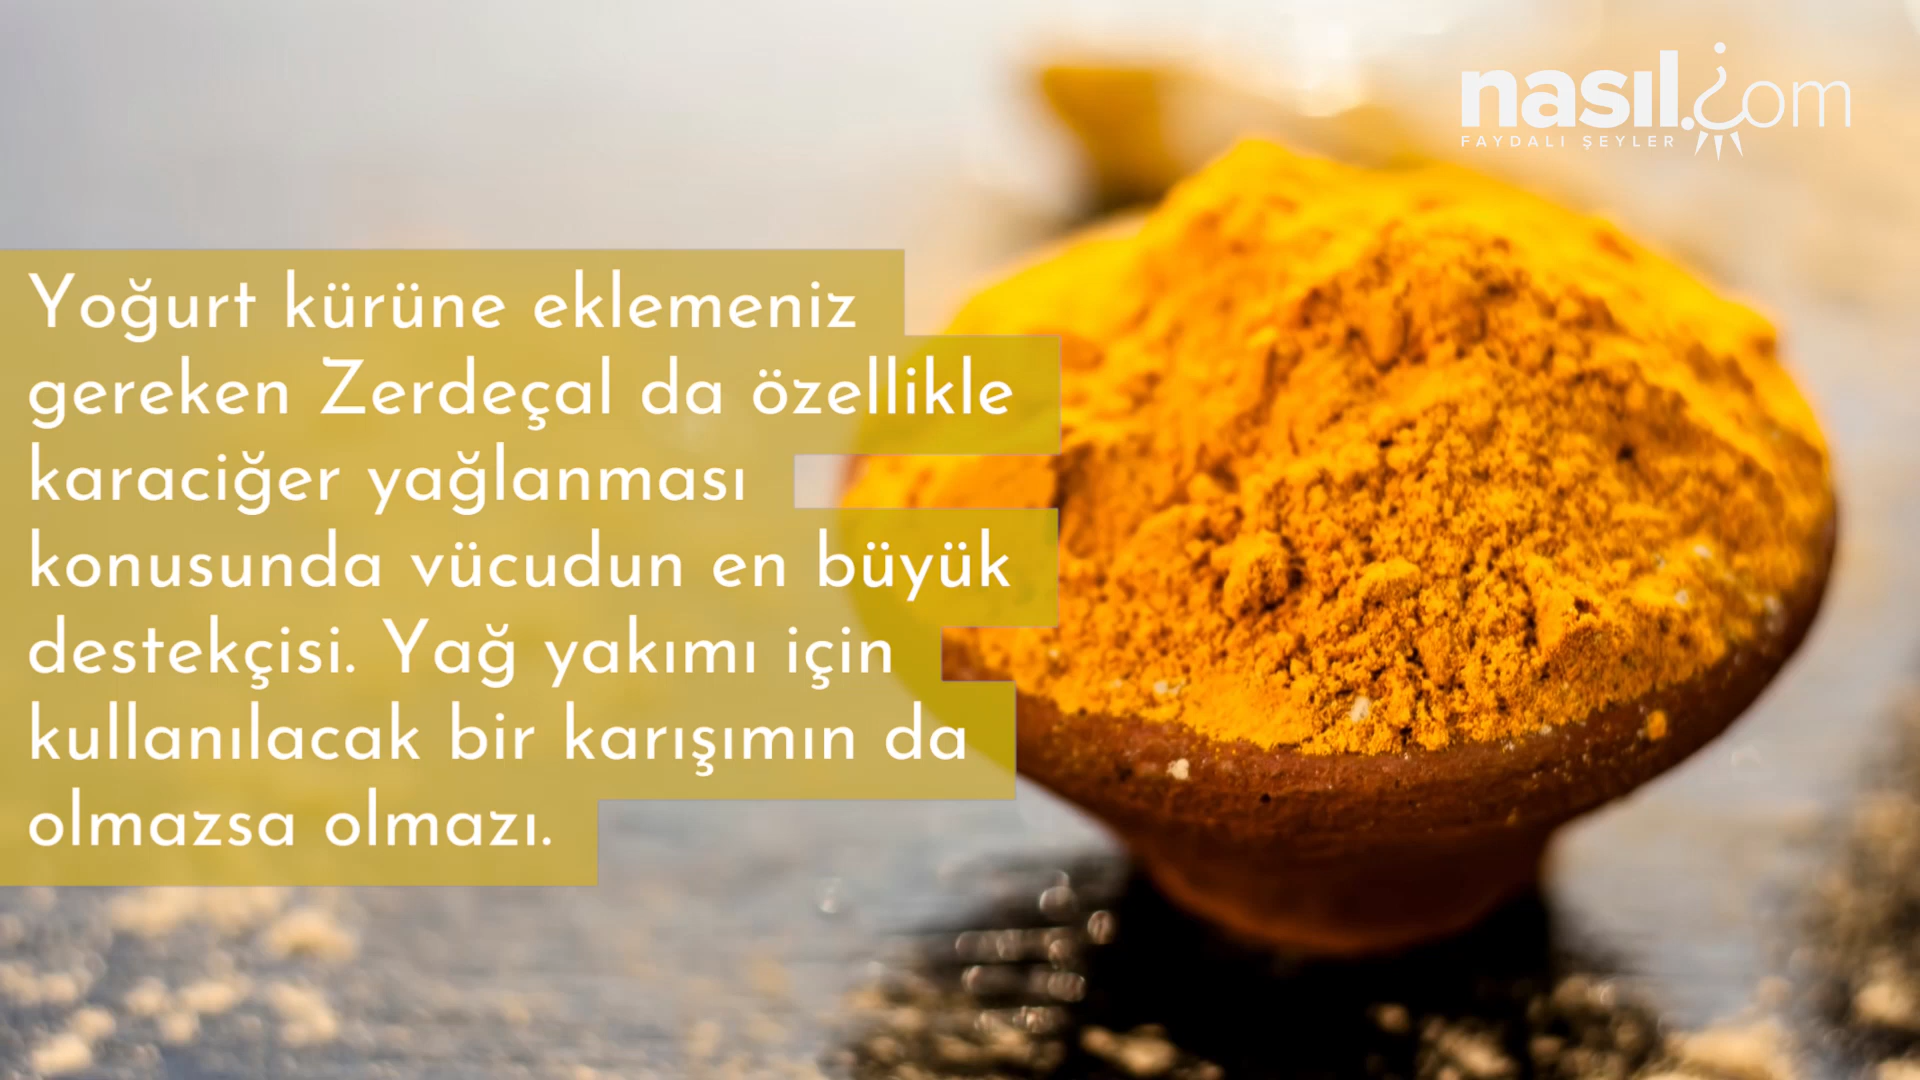 nasıl.com
FAYDALI ŞEYLER
Yoğurt kürüne eklemeniz
gereken Zerdeçal da özellikle
karaciğer yağlanması
konusunda vücudun en büyük
destekçisi. Yağ yakımı için
kullanılacak bir karışımın da
olmazsa olmazı.